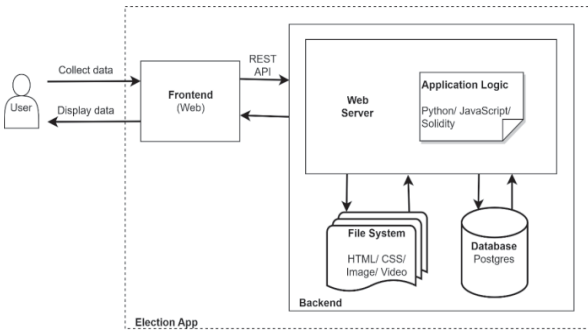 Collect data
User
Display data
Frontend
(Web)
REST
API
Web
Server
Application Logic
Python/ JavaScript/
Solidity
File System
HTML/ CSS/
Image/ Video
Database
Postgres
Backend
Election App